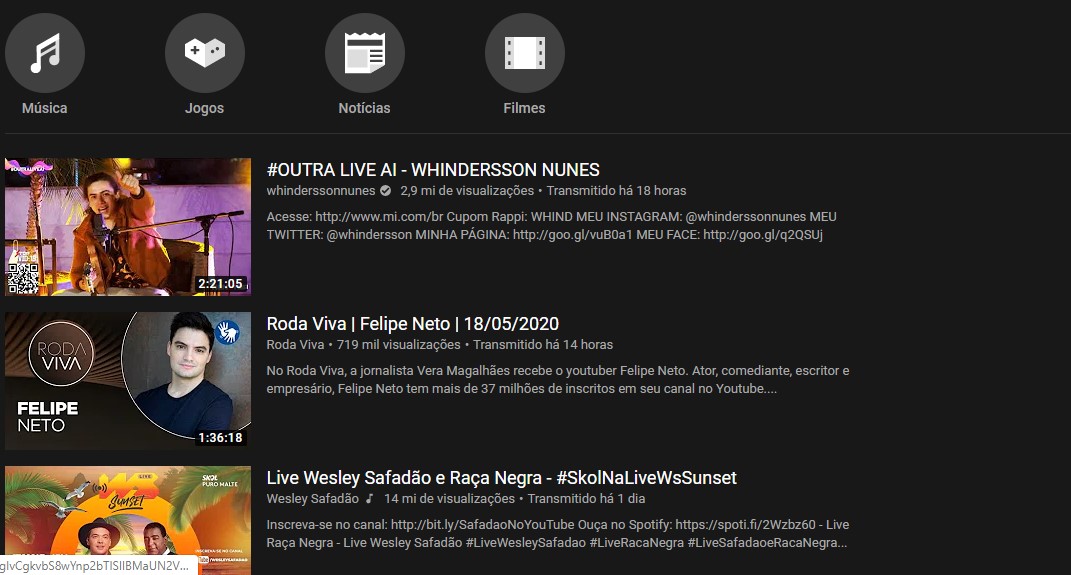 Música
Jogos
Notícias
Filmes
2:21:05
#OUTRA LIVE AI - WHINDERSSON NUNES
whinderssonnunes 2,9 mi de visualizações • Transmitido há 18 horas
Acesse: http://www.mi.com/br Cupom Rappi: WHIND MEU INSTAGRAM: @whinderssonnunes MEU
TWITTER: @whindersson MINHA PÁGINA: http://goo.gl/vuB0a1 MEU FACE: http://goo.gl/q2QSUj
RODA
VIVA
FELIPE
NETO
1:36:18
Roda Viva | Felipe Neto | 18/05/2020
Roda Viva • 719 mil visualizações • Transmitido há 14 horas
No Roda Viva, a jornalista Vera Magalhães recebe o youtuber Felipe Neto. Ator, comediante, escritor e
empresário, Felipe Neto tem mais de 37 milhões de inscritos em seu canal no Youtube....
WS
SUNSET
SKOL
PURO MALTE
INSCREVA-SE NO CANAL
/WESLEYSAFADAO
Live Wesley Safadão e Raça Negra - #SkolNaLiveWsSunset
Wesley Safadão 14 mi de visualizações • Transmitido há 1 dia
Inscreva-se no canal: http://bit.ly/SafadaoNoYouTube Ouça no Spotify: https://spoti.fi/2Wzbz60 - Live
Raça Negra - Live Wesley Safadão #LiveWesleySafadao #LiveRacaNegra #LiveSafadaoeRacaNegra...